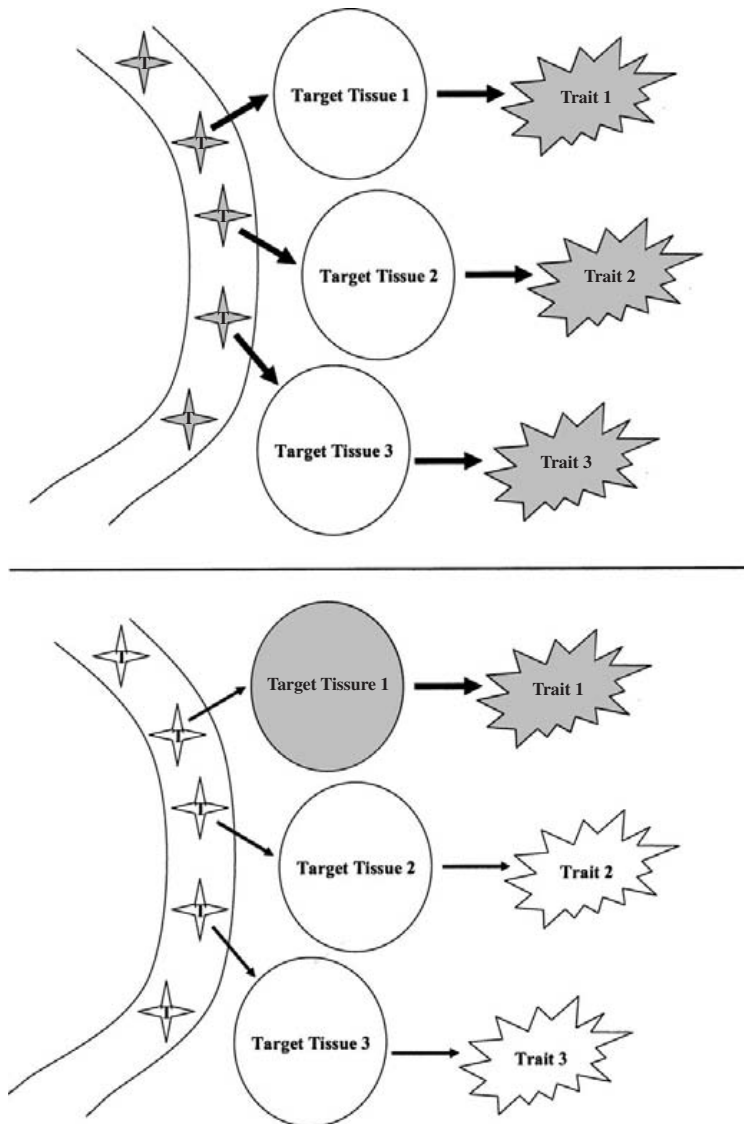 T
T
Target Tissue 1
Trait 1
T
Target Tissue 2
Trait 2
T
Target Tissue 3
Trait 3
T
T
T
Target Tissure 1
Trait 1
T
Target Tissue 2
Trait 2
T
Target Tissue 3
Trait 3
T